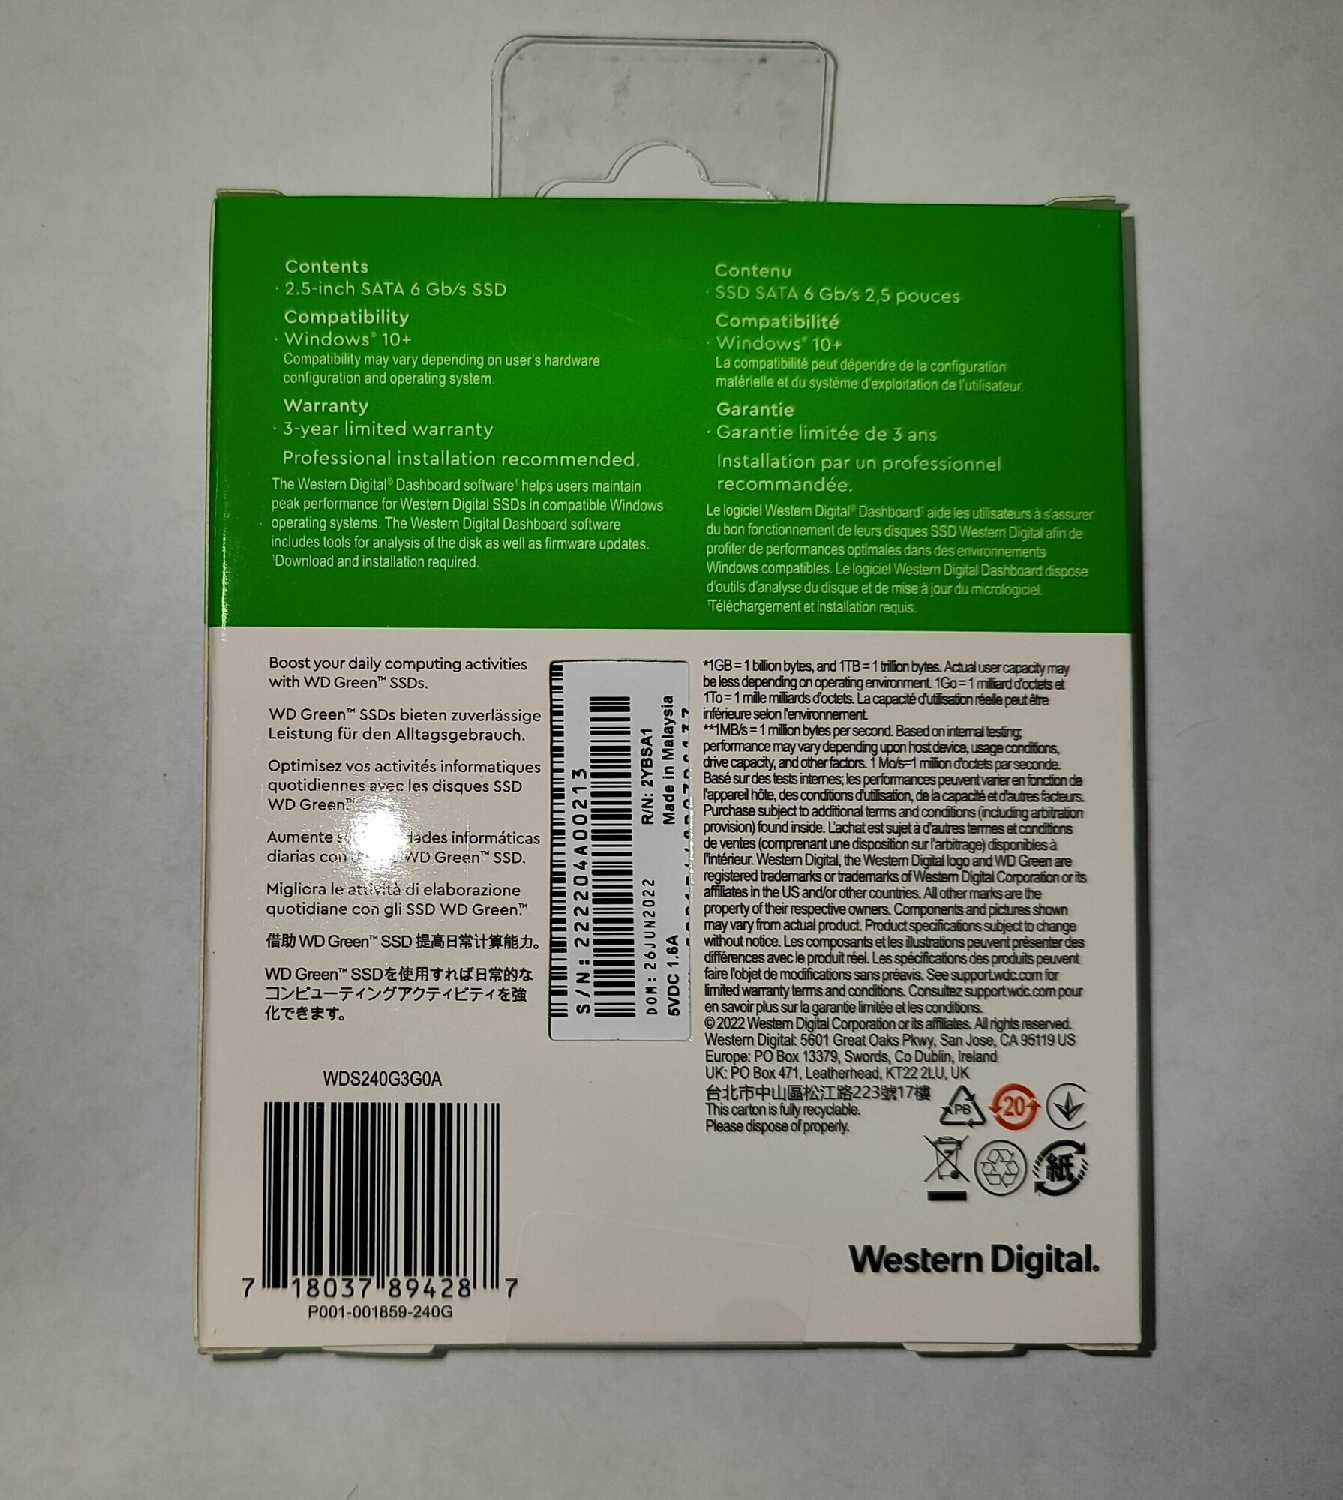 Contents
· 2.5-inch SATA 6 Gb/s SSD
Compatibility
· Windows® 10+
Compatibility may vary depending on user's hardware
configuration and operating system.
Warranty
· 3-year limited warranty
Professional installation recommended.
The Western Digital® Dashboard software¹ helps users maintain
peak performance for Western Digital SSDs in compatible Windows
operating systems. The Western Digital Dashboard software
includes tools for analysis of the disk as well as firmware updates.
¹Download and installation required.
Contenu
· SSD SATA 6 Gb/s 2,5 pouces
Compatibilité
· Windows® 10+
La compatibilité peut dépendre de la configuration
matérielle et du système d'exploitation de l'utilisateur.
Garantie
· Garantie limitée de 3 ans
Installation par un professionnel
recommandée.
Le logiciel Western Digital® Dashboard¹ aide les utilisateurs à s'assurer
du bon fonctionnement de leurs disques SSD Western Digital afin de
profiter de performances optimales dans des environnements
Windows compatibles. Le logiciel Western Digital Dashboard dispose
d'outils d'analyse du disque et de mise à jour du micrologiciel.
¹Téléchargement et installation requis.
Boost your daily computing activities
with WD Green™ SSDs.
WD Green™ SSDs bieten zuverlässige
Leistung für den Alltagsgebrauch.
Optimisez vos activités informatiques
quotidiennes avec les disques SSD
WD Green™
Aumente informáticas
diarias con WD Green™ SSD.
Migliora le attività di elaborazione
quotidiane con gli SSD WD Green.™
借助 WD Green™ SSD 提高日常计算能力。
WD Green™ SSDを使用すれば日常的な
コンピューティングアクティビティを強
化できます。
S/N: 222204A00213
DOM: 26JUN2022
R/N: 2YBSA1
5VDC 1.6A
Made in Malaysia
*1GB = 1 billion bytes, and 1TB = 1 trillion bytes. Actual user capacity may
be less depending on operating environment. 1Go = 1 milliard d'octets et
1To = 1 mille milliards d'octets. La capacité d'utilisation réelle peut être
inférieure selon l'environnement.
**1MB/s = 1 million bytes per second. Based on internal testing;
performance may vary depending upon host device, usage conditions,
drive capacity, and other factors. 1 Mo/s=1 million d'octets par seconde.
Basé sur des tests internes; les performances peuvent varier en fonction de
l'appareil hôte, des conditions d'utilisation, de la capacité et d'autres facteurs.
Purchase subject to additional terms and conditions (including arbitration
provision) found inside. L'achat est sujet à d'autres termes et conditions
de ventes (comprenant une disposition sur l'arbitrage) disponibles à
l'intérieur. Western Digital, the Western Digital logo and WD Green are
registered trademarks or trademarks of Western Digital Corporation or its
affiliates in the US and/or other countries. All other marks are the
property of their respective owners. Components and pictures shown
may vary from actual product. Product specifications subject to change
without notice. Les composants et les illustrations peuvent présenter des
différences avec le produit réel. Les spécifications des produits peuvent
faire l'objet de modifications sans préavis. See support.wdc.com for
limited warranty terms and conditions. Consultez support.wdc.com pour
en savoir plus sur la garantie limitée et les conditions.
© 2022 Western Digital Corporation or its affiliates. All rights reserved.
Western Digital: 5601 Great Oaks Pkwy, San Jose, CA 95119 US
Europe: PO Box 13379, Swords, Co Dublin, Ireland
UK: PO Box 471, Leatherhead, KT22 2LU, UK
台北市中山區松江路223號17樓
This carton is fully recyclable.
Please dispose of properly.
PB
20
紙
WDS240G3G0A
7 18037 89428 7
P001-001859-240G
Western Digital.